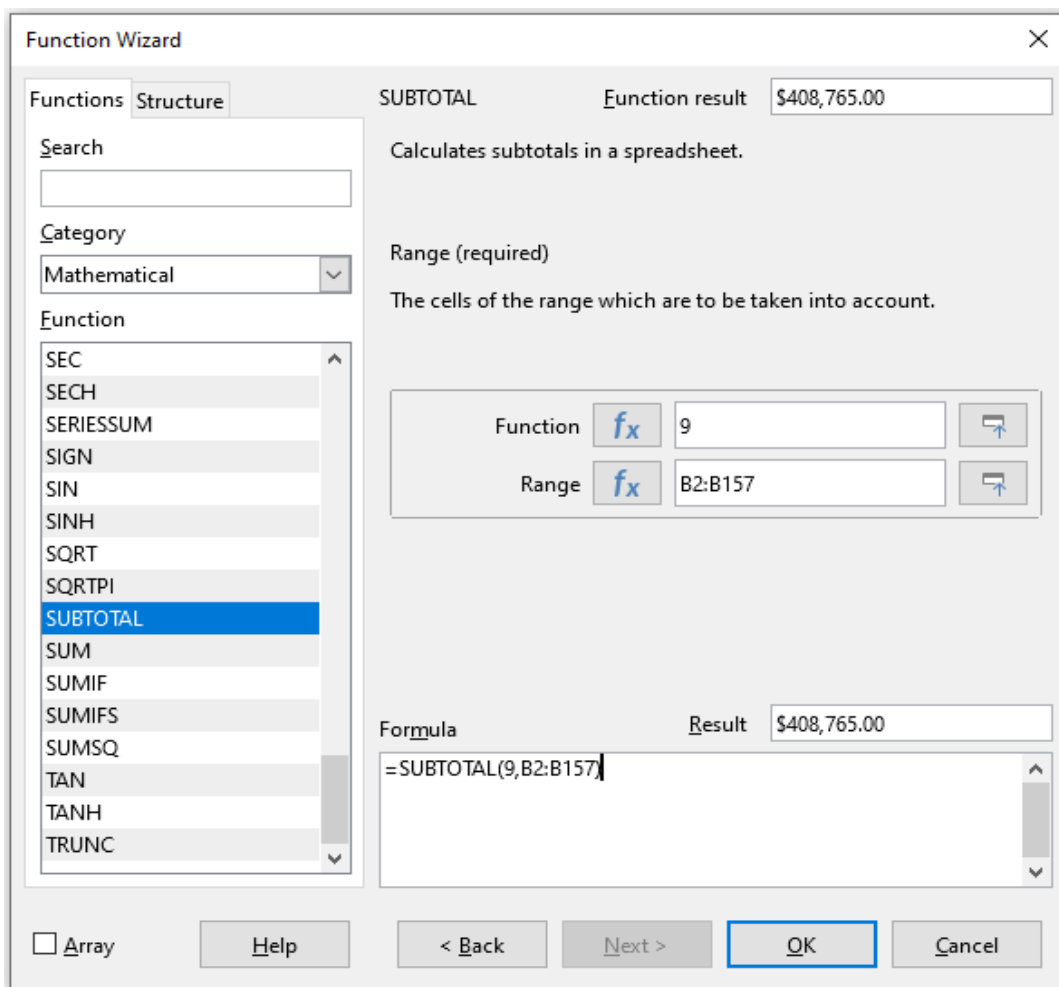 Function Wizard
Functions Structure
Search
Category
Mathematical
Function
SEC
SECH
SERIESSUM
SIGN
SIN
SINH
SQRT
SQRTPI
SUBTOTAL
SUM
SUMIF
SUMIFS
SUMSQ
TAN
TANH
TRUNC
SUBTOTAL Function result $408,765.00
Calculates subtotals in a spreadsheet.
Range (required)
The cells of the range which are to be taken into account.
Function fx 9
Range fx B2:B157
Formula Result $408,765.00
=SUBTOTAL(9,B2:B157)
Array Help < Back Next > OK Cancel